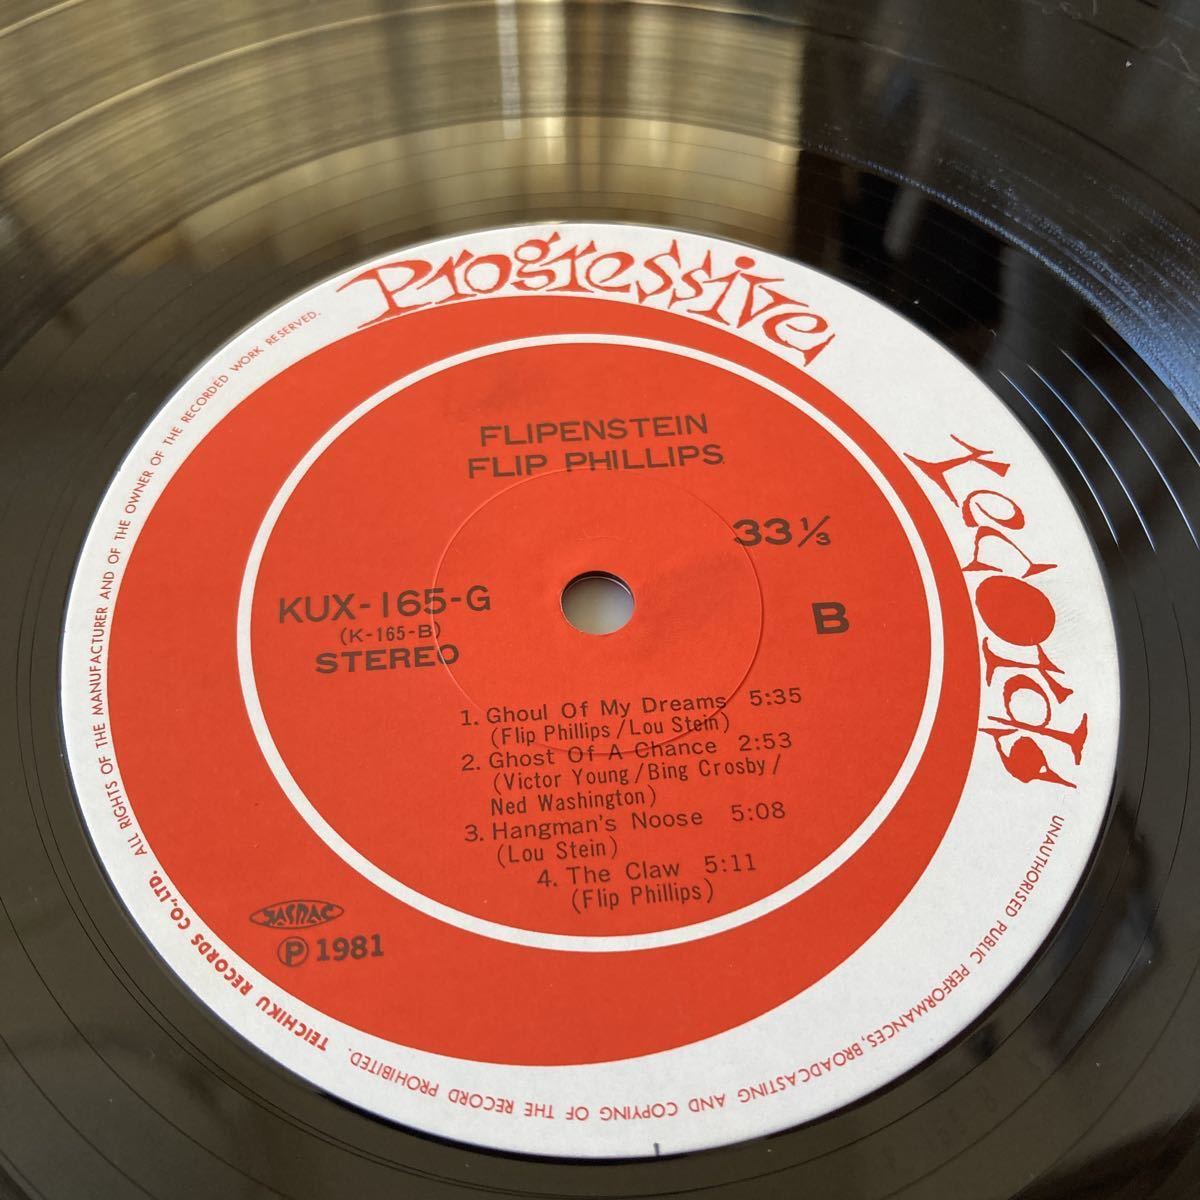 Progressive
records
FLIPENSTEIN
FLIP PHILLIPS
33⅓
KUX-165-G
(K-165-B)
STEREO
B
1. Ghoul Of My Dreams 5:35
(Flip Phillips/Lou Stein)
2. Ghost Of A Chance 2:53
(Victor Young/Bing Crosby/
Ned Washington)
3. Hangman's Noose 5:08
(Lou Stein)
4. The Claw 5:11
(Flip Phillips)
JASRAC
Ⓟ 1981
TEICHIKU RECORDS CO.,LTD. ALL RIGHTS OF THE MANUFACTURER AND OF THE OWNER OF THE RECORDED WORK RESERVED.
UNAUTHORISED PUBLIC PERFORMANCES, BROADCASTING AND COPYING OF THE RECORD PROHIBITED.